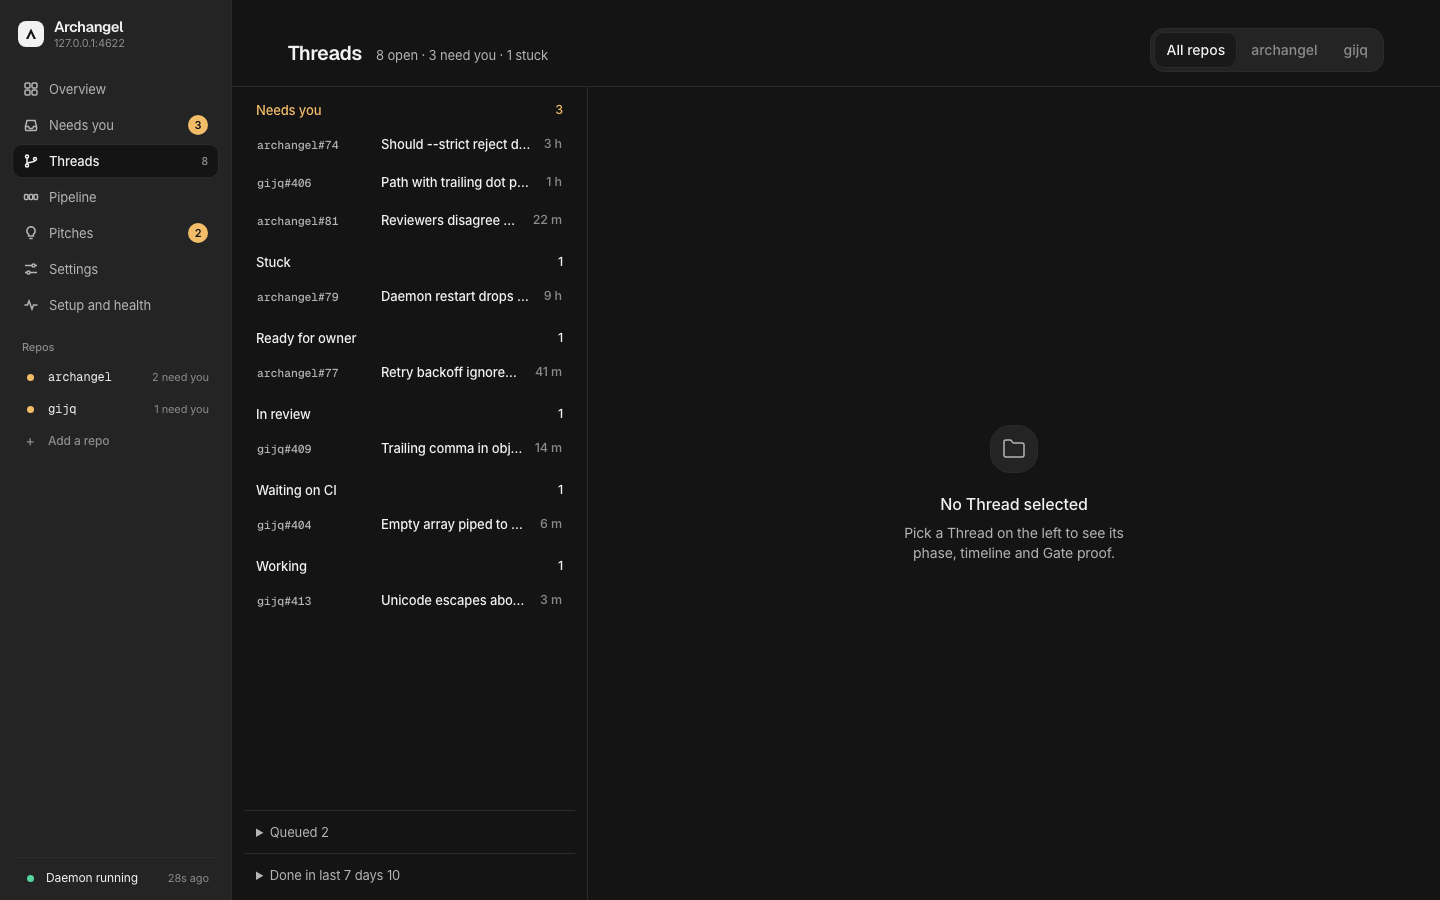 Archangel
127.0.0.1:4622
Overview
Needs you 3
Threads 8
Pipeline
Pitches 2
Settings
Setup and health
Repos
archangel 2 need you
gijq 1 need you
+ Add a repo
Daemon running 28s ago
Threads 8 open · 3 need you · 1 stuck
All repos archangel gijq
Needs you 3
archangel#74 Should --strict reject d... 3 h
gijq#406 Path with trailing dot p... 1 h
archangel#81 Reviewers disagree ... 22 m
Stuck 1
archangel#79 Daemon restart drops ... 9 h
Ready for owner 1
archangel#77 Retry backoff ignore... 41 m
In review 1
gijq#409 Trailing comma in obj... 14 m
Waiting on CI 1
gijq#404 Empty array piped to ... 6 m
Working 1
gijq#413 Unicode escapes abo... 3 m
Queued 2
Done in last 7 days 10
No Thread selected
Pick a Thread on the left to see its
phase, timeline and Gate proof.